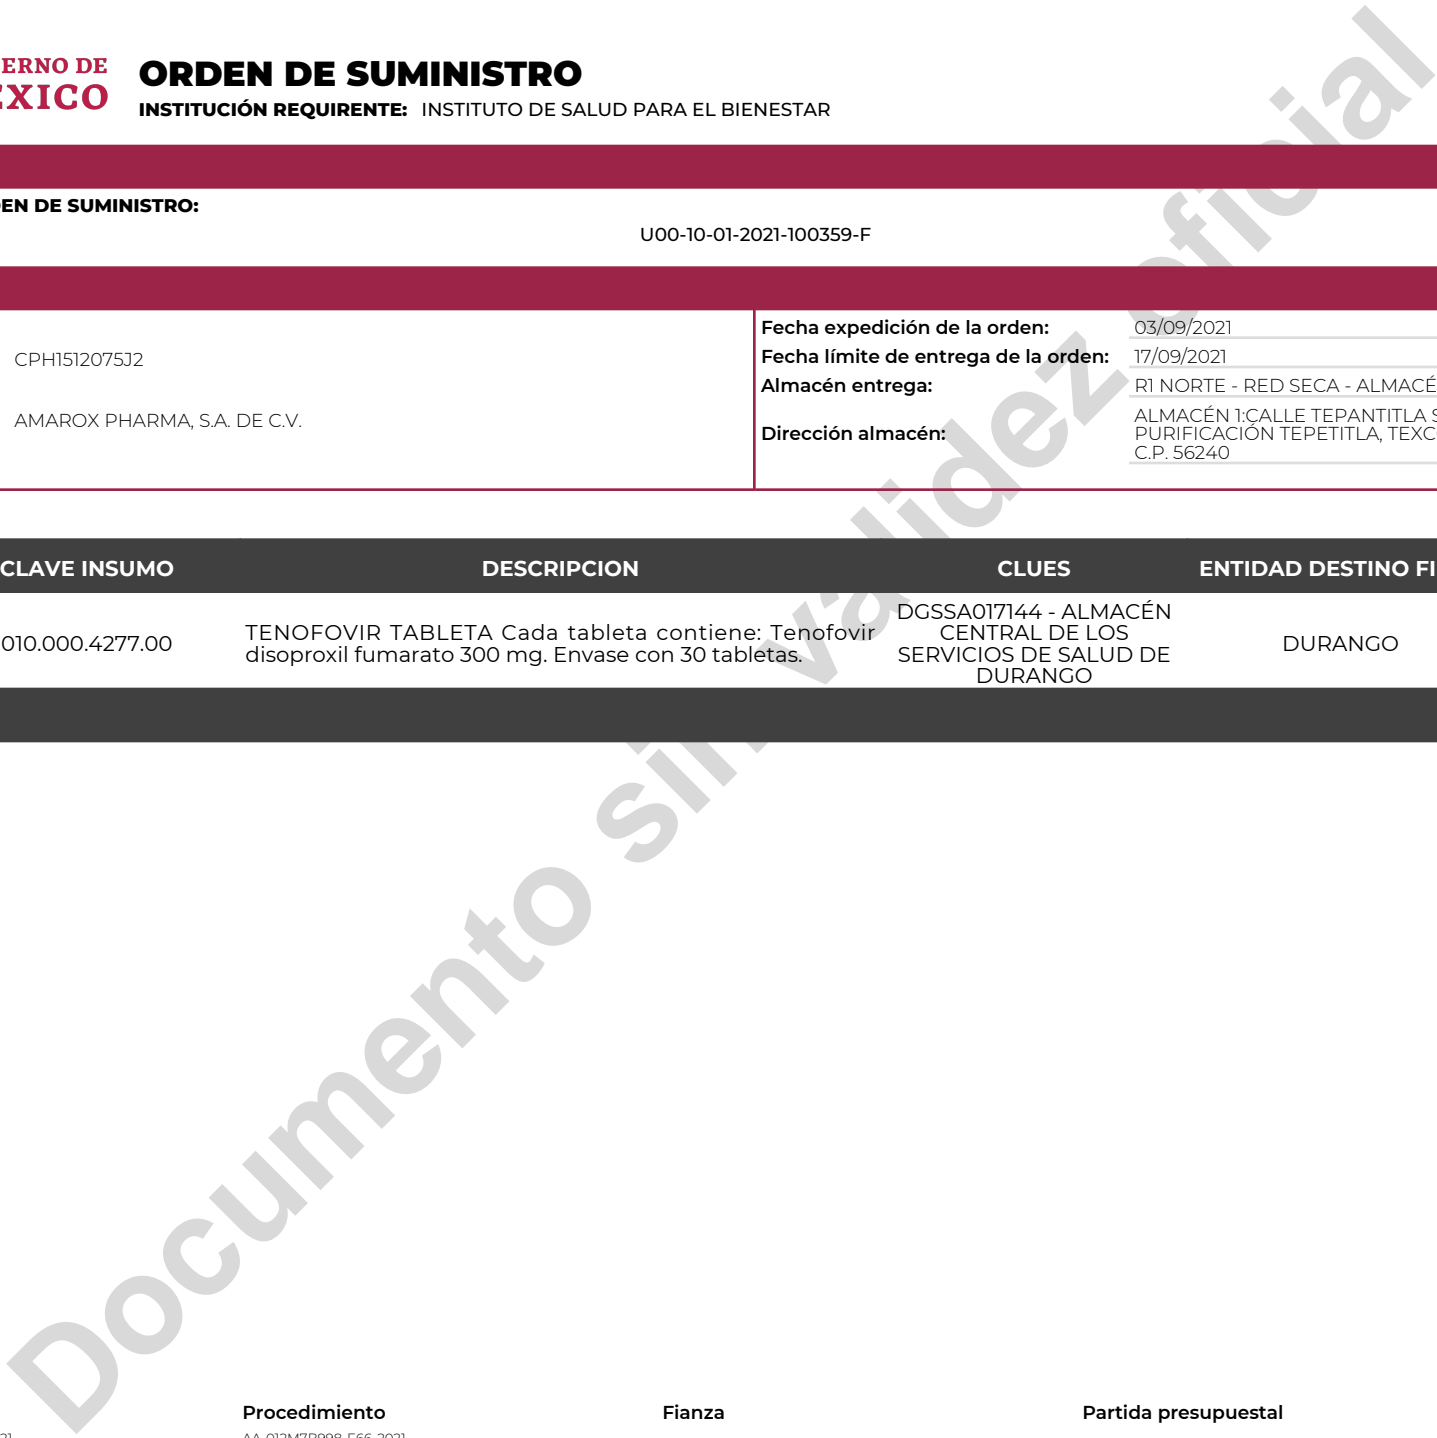 ERNO DE
EXICO
ORDEN DE SUMINISTRO
INSTITUCIÓN REQUIRENTE: INSTITUTO DE SALUD PARA EL BIENESTAR
EN DE SUMINISTRO:
U00-10-01-2021-100359-F
CPH1512075J2
AMAROX PHARMA, S.A. DE C.V.
Fecha expedición de la orden: 03/09/2021
Fecha límite de entrega de la orden: 17/09/2021
Almacén entrega: R1 NORTE - RED SECA - ALMACÉ
Dirección almacén: ALMACÉN 1:CALLE TEPANTITLA S
PURIFICACIÓN TEPETITLA, TEXC
C.P. 56240
CLAVE INSUMO DESCRIPCION CLUES ENTIDAD DESTINO FI
010.000.4277.00
TENOFOVIR TABLETA Cada tableta contiene: Tenofovir
disoproxil fumarato 300 mg. Envase con 30 tabletas.
DGSSA017144 - ALMACÉN
CENTRAL DE LOS
SERVICIOS DE SALUD DE
DURANGO
DURANGO
Documento sin validez oficial
Procedimiento Fianza Partida presupuestal